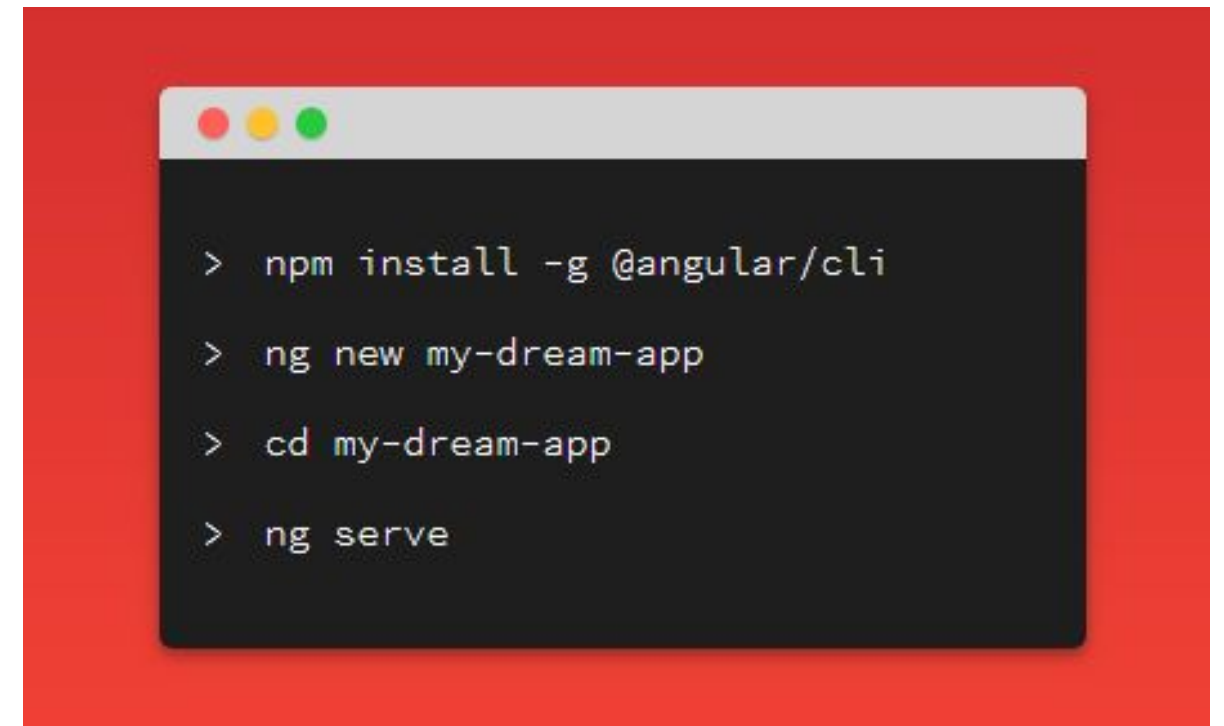 > npm install -g @angular/cli
> ng new my-dream-app
> cd my-dream-app
> ng serve